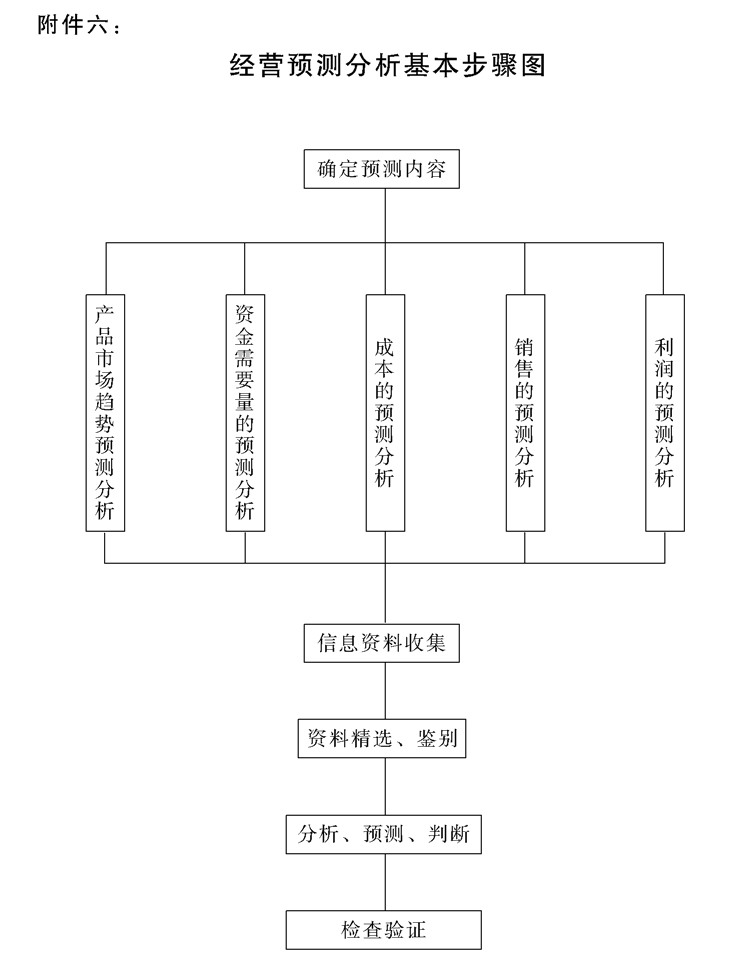 附件六：
经营预测分析基本步骤图
确定预测内容
产品市场趋势预测分析
资金需要量的预测分析
成本的预测分析
销售的预测分析
利润的预测分析
信息资料收集
资料精选、鉴别
分析、预测、判断
检查验证